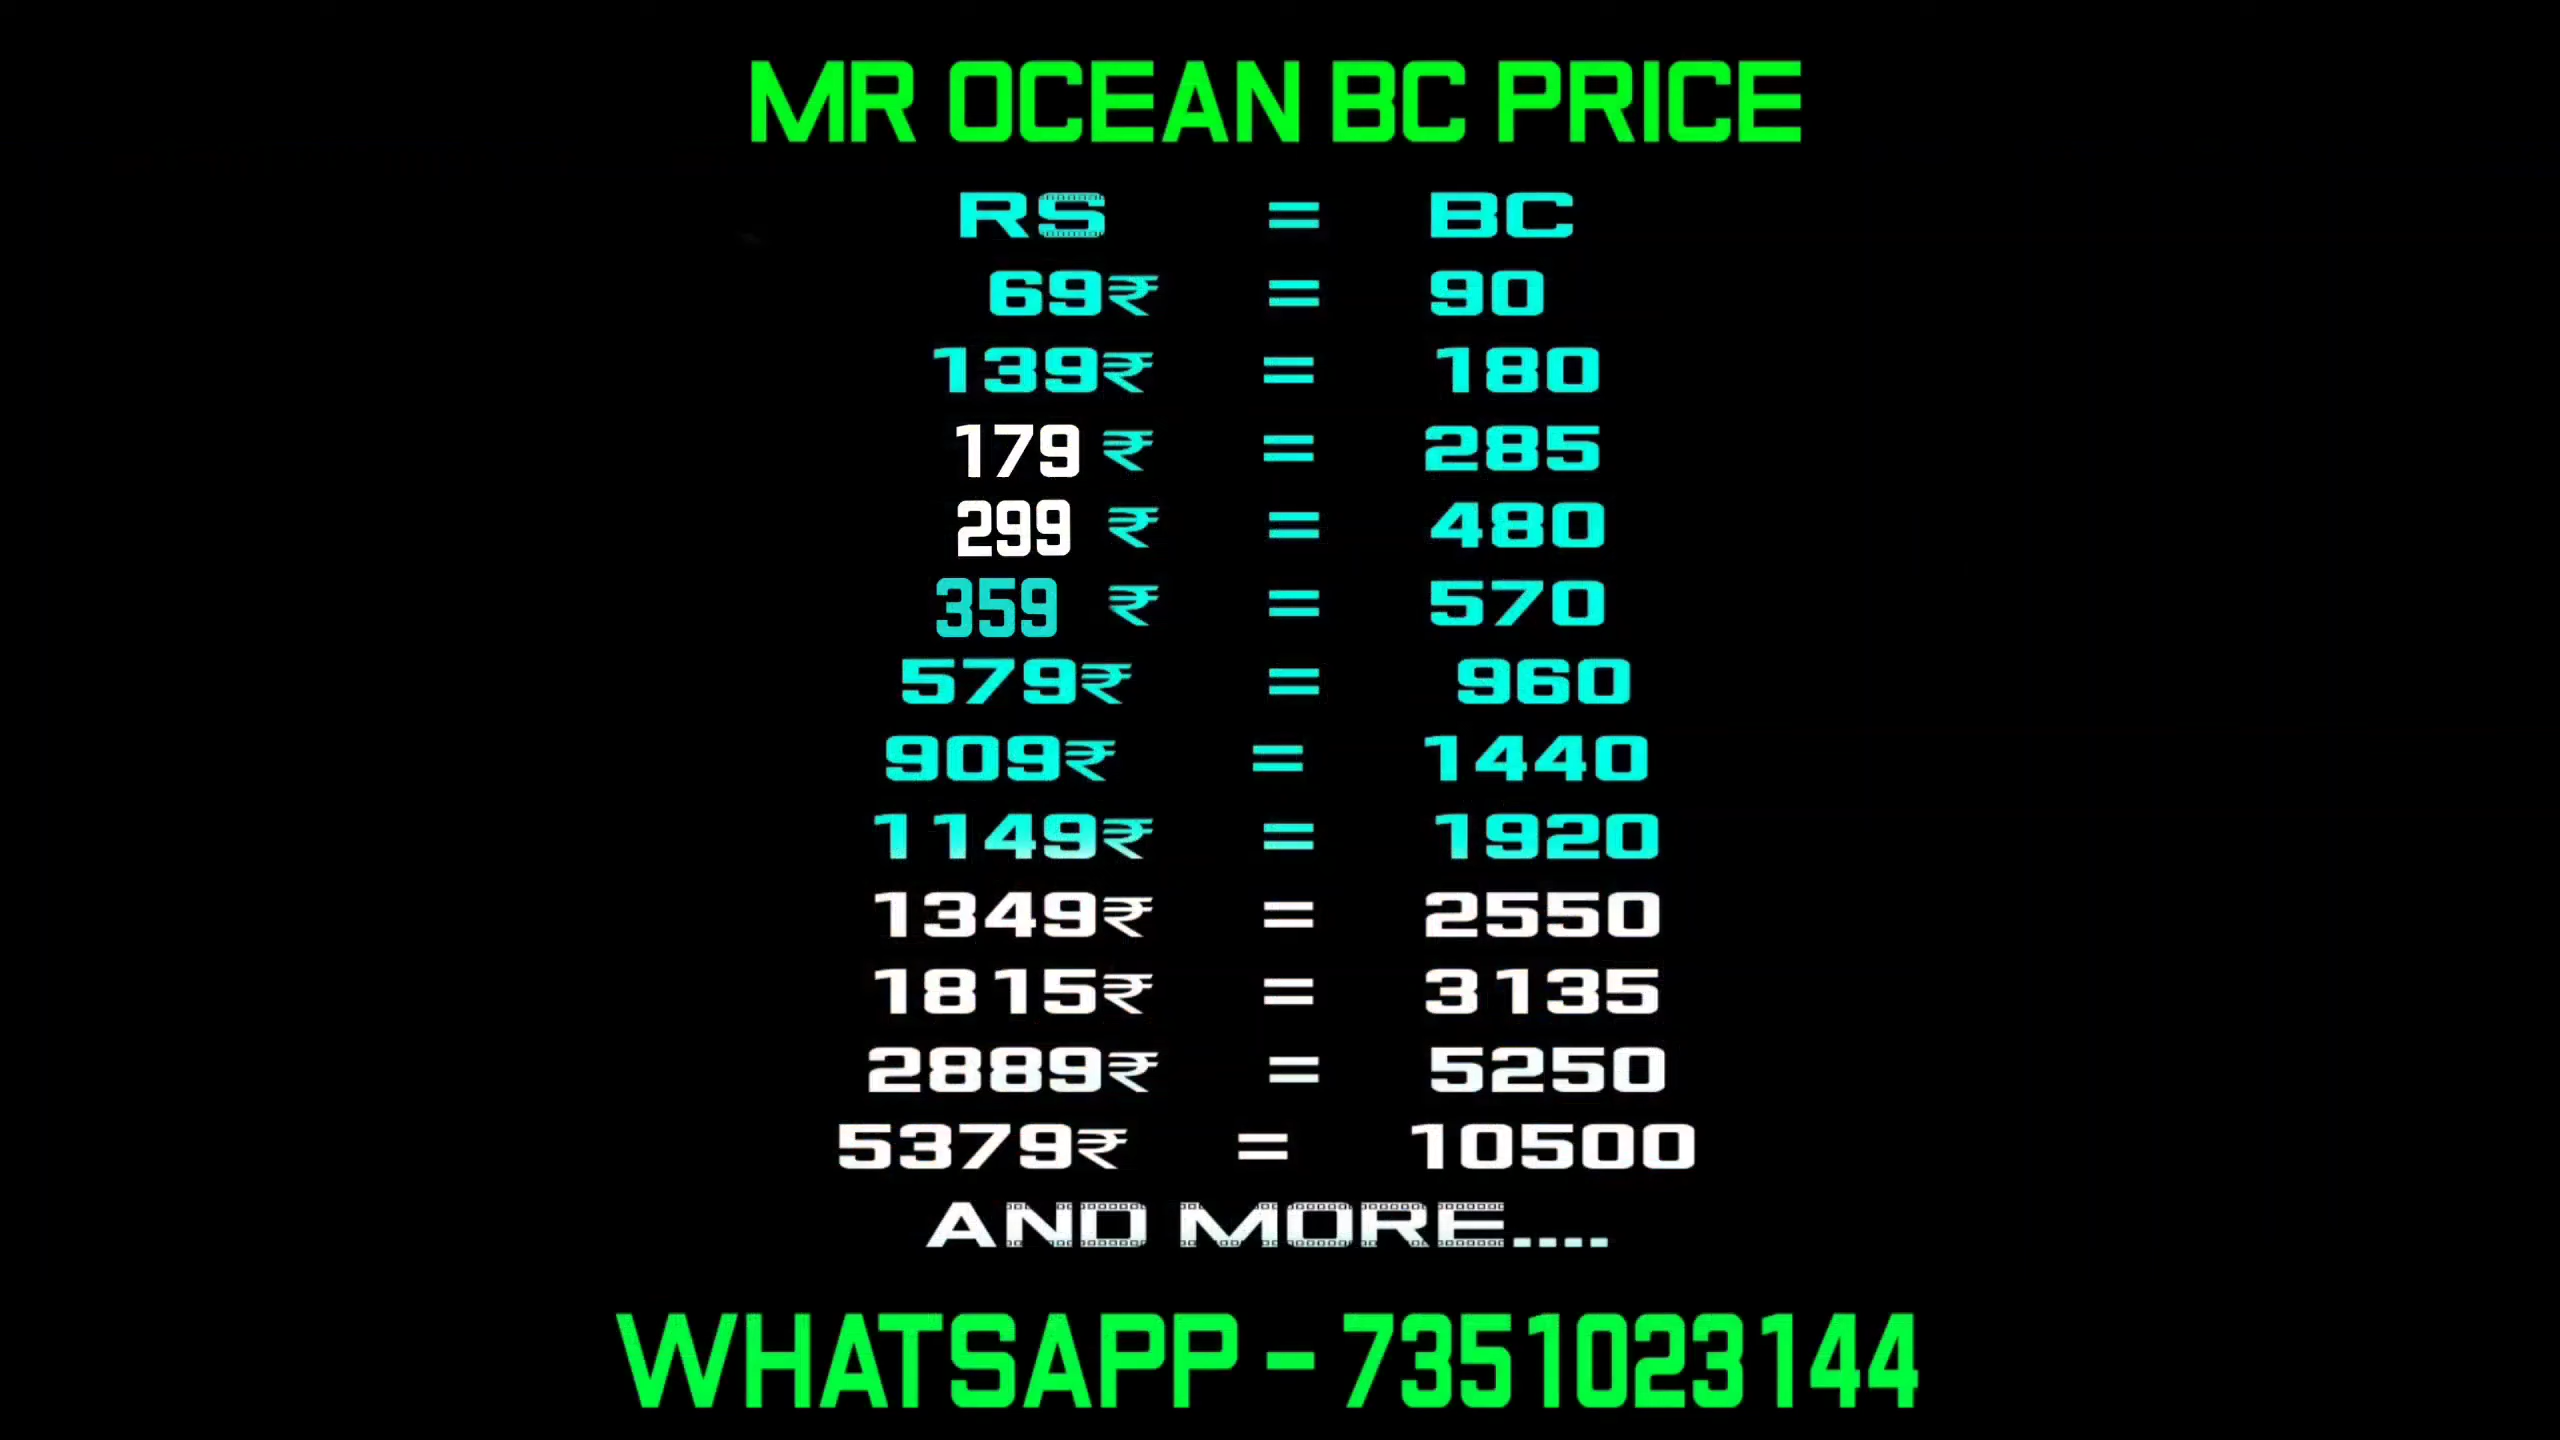 MR OCEAN BC PRICE
RS = BC
69₹ = 90
139₹ = 180
179 ₹ = 285
299 ₹ = 480
359 ₹ = 570
579₹ = 960
909₹ = 1440
1149₹ = 1920
1349₹ = 2550
1815₹ = 3135
2889₹ = 5250
5379₹ = 10500
AND MORE....
WHATSAPP - 7351023144